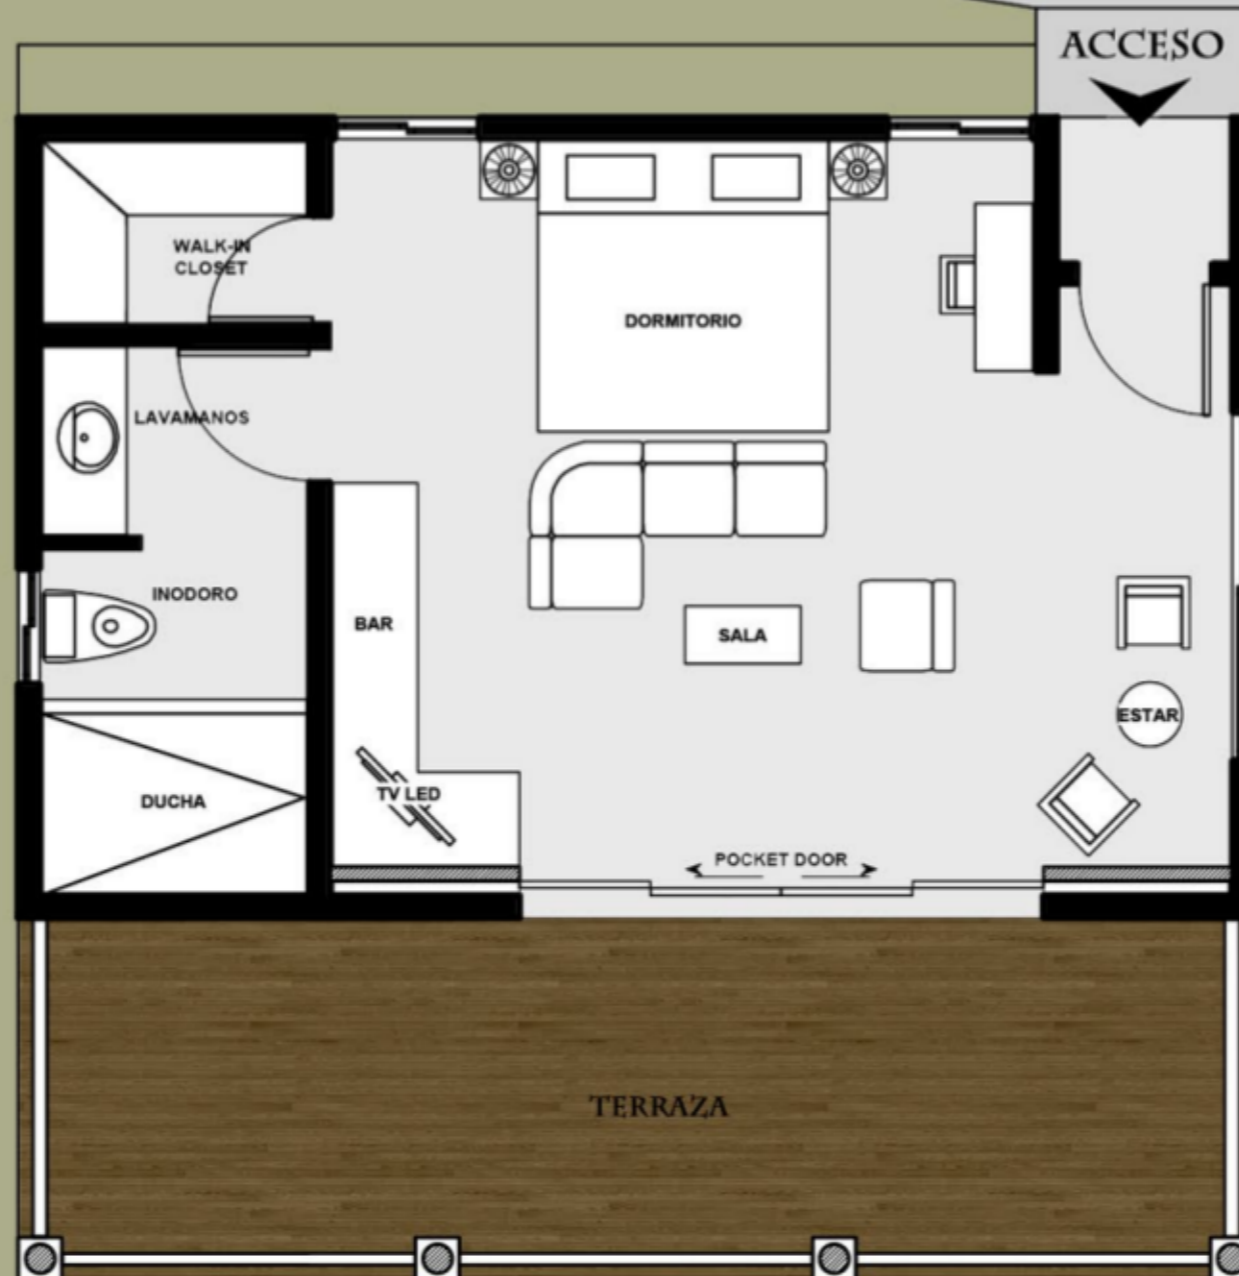 ACCESO
WALK-IN
CLOSET
DORMITORIO
LAVAMANOS
INODORO
BAR
SALA
ESTAR
TV LED
DUCHA
POCKET DOOR
TERRAZA